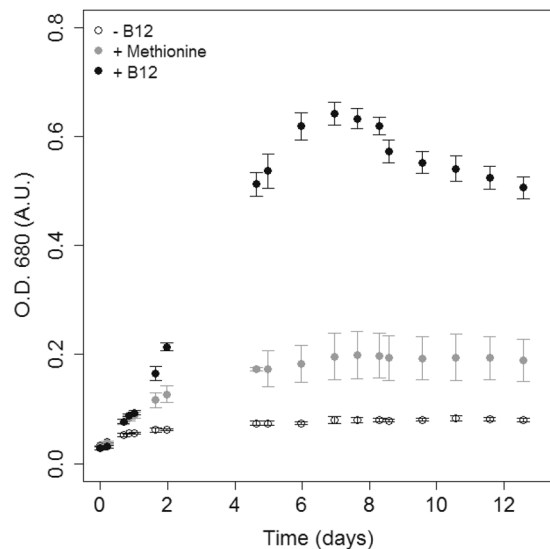 - B12
+ Methionine
+ B12
O.D. 680 (A.U.)
0.8
0.6
0.4
0.2
0.0
0 2 4 6 8 10 12
Time (days)